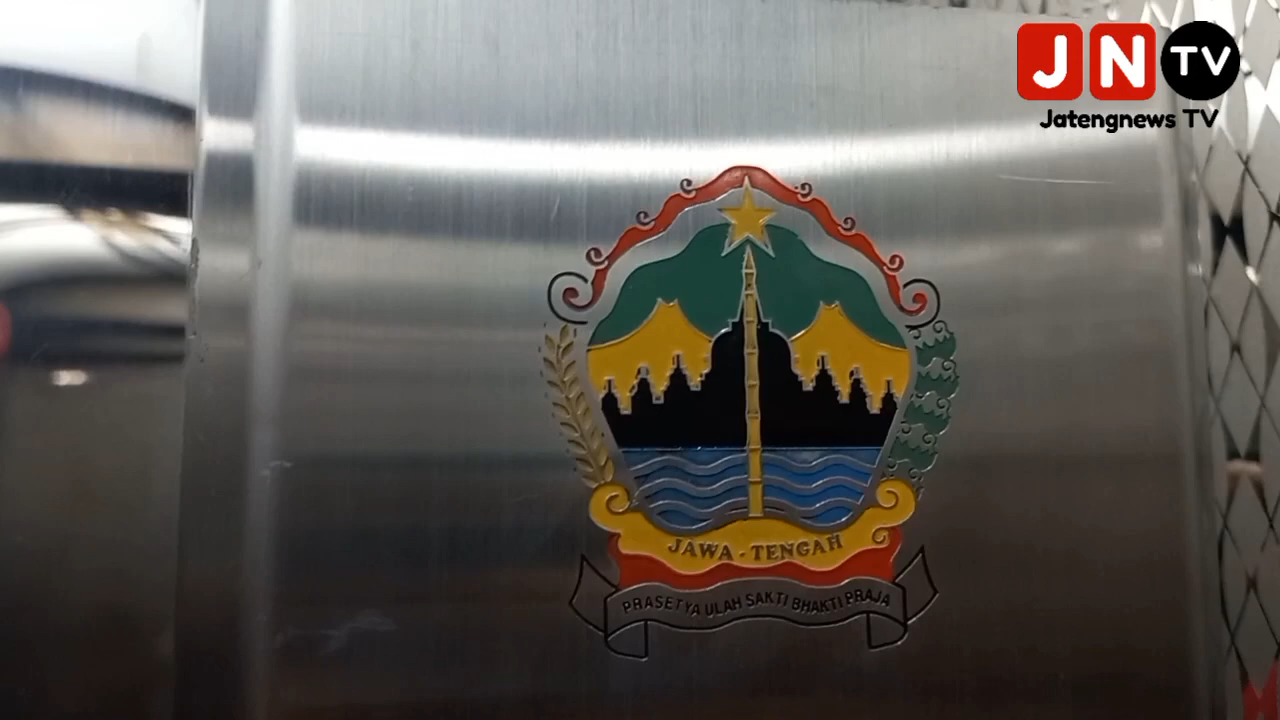 JN TV
Jatengnews TV
JAWA - TENGAH
PRASETYA ULAH SAKTI BHAKTI PRAJA